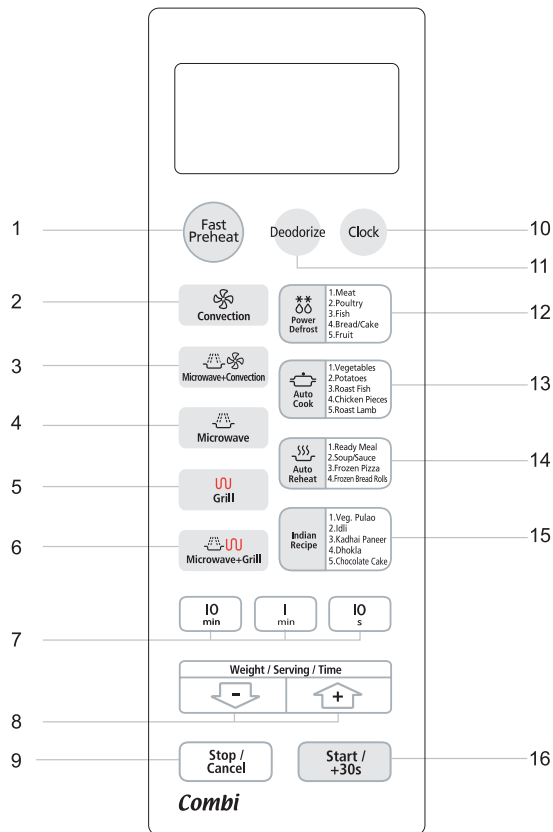 1
Fast
Preheat
Deodorize
Clock
10
11
2
Convection
Power
Defrost
1.Meat
2.Poultry
3.Fish
4.Bread/Cake
5.Fruit
12
3
Microwave+Convection
Auto
Cook
1.Vegetables
2.Potatoes
3.Roast Fish
4.Chicken Pieces
5.Roast Lamb
13
4
Microwave
Auto
Reheat
1.Ready Meal
2.Soup/Sauce
3.Frozen Pizza
4.Frozen Bread Rolls
14
5
Grill
6
Microwave+Grill
Indian
Recipe
1.Veg. Pulao
2.Idli
3.Kadhai Paneer
4.Dhokla
5.Chocolate Cake
15
7
10
min
1
min
10
s
Weight / Serving / Time
8
-
+
9
Stop /
Cancel
Start /
+30s
16
Combi